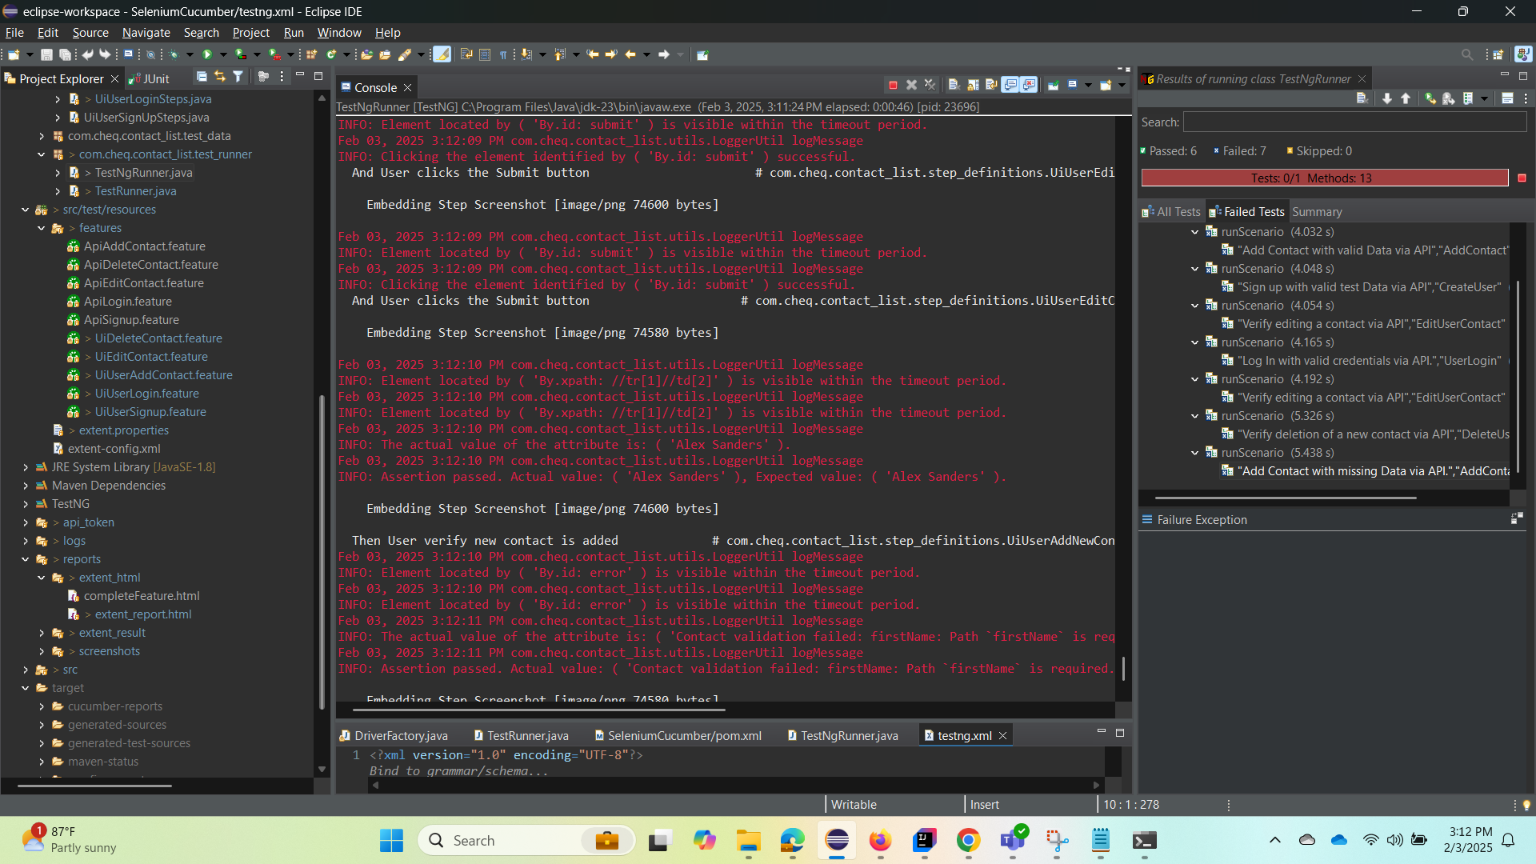 eclipse-workspace - SeleniumCucumber/testng.xml - Eclipse IDE
File Edit Source Navigate Search Project Run Window Help
Project Explorer
JUnit
> UiUserLoginSteps.java
UiUserSignUpSteps.java
com.cheq.contact_list.test_data
> com.cheq.contact_list.test_runner
> TestNgRunner.java
> TestRunner.java
> src/test/resources
> features
ApiAddContact.feature
ApiDeleteContact.feature
ApiEditContact.feature
ApiLogin.feature
ApiSignup.feature
> UiDeleteContact.feature
> UiEditContact.feature
> UiUserAddContact.feature
> UiUserLogin.feature
> UiUserSignup.feature
> extent.properties
extent-config.xml
JRE System Library [JavaSE-1.8]
Maven Dependencies
TestNG
> api_token
> logs
> reports
> extent_html
completeFeature.html
> extent_report.html
> extent_result
> screenshots
> src
target
cucumber-reports
generated-sources
generated-test-sources
maven-status
Console
TestNgRunner [TestNG] C:\Program Files\Java\jdk-23\bin\javaw.exe (Feb 3, 2025, 3:11:24 PM elapsed: 0:00:46) [pid: 23696]
INFO: Element located by ( 'By.id: submit' ) is visible within the timeout period.
Feb 03, 2025 3:12:09 PM com.cheq.contact_list.utils.LoggerUtil logMessage
INFO: Clicking the element identified by ( 'By.id: submit' ) successful.
And User clicks the Submit button # com.cheq.contact_list.step_definitions.UiUserEdi
Embedding Step Screenshot [image/png 74600 bytes]
Feb 03, 2025 3:12:09 PM com.cheq.contact_list.utils.LoggerUtil logMessage
INFO: Element located by ( 'By.id: submit' ) is visible within the timeout period.
Feb 03, 2025 3:12:09 PM com.cheq.contact_list.utils.LoggerUtil logMessage
INFO: Clicking the element identified by ( 'By.id: submit' ) successful.
And User clicks the Submit button # com.cheq.contact_list.step_definitions.UiUserEditC
Embedding Step Screenshot [image/png 74580 bytes]
Feb 03, 2025 3:12:10 PM com.cheq.contact_list.utils.LoggerUtil logMessage
INFO: Element located by ( 'By.xpath: //tr[1]//td[2]' ) is visible within the timeout period.
Feb 03, 2025 3:12:10 PM com.cheq.contact_list.utils.LoggerUtil logMessage
INFO: Element located by ( 'By.xpath: //tr[1]//td[2]' ) is visible within the timeout period.
Feb 03, 2025 3:12:10 PM com.cheq.contact_list.utils.LoggerUtil logMessage
INFO: The actual value of the attribute is: ( 'Alex Sanders' ).
Feb 03, 2025 3:12:10 PM com.cheq.contact_list.utils.LoggerUtil logMessage
INFO: Assertion passed. Actual value: ( 'Alex Sanders' ), Expected value: ( 'Alex Sanders' ).
Embedding Step Screenshot [image/png 74600 bytes]
Then User verify new contact is added # com.cheq.contact_list.step_definitions.UiUserAddNewCon
Feb 03, 2025 3:12:10 PM com.cheq.contact_list.utils.LoggerUtil logMessage
INFO: Element located by ( 'By.id: error' ) is visible within the timeout period.
Feb 03, 2025 3:12:10 PM com.cheq.contact_list.utils.LoggerUtil logMessage
INFO: Element located by ( 'By.id: error' ) is visible within the timeout period.
Feb 03, 2025 3:12:11 PM com.cheq.contact_list.utils.LoggerUtil logMessage
INFO: The actual value of the attribute is: ( 'Contact validation failed: firstName: Path `firstName` is req
Feb 03, 2025 3:12:11 PM com.cheq.contact_list.utils.LoggerUtil logMessage
INFO: Assertion passed. Actual value: ( 'Contact validation failed: firstName: Path `firstName` is required.
Embedding Step Screenshot [image/png 74580 bytes]
DriverFactory.java TestRunner.java SeleniumCucumber/pom.xml TestNgRunner.java testng.xml
1 <?xml version="1.0" encoding="UTF-8"?>
Bind to grammar/schema...
Results of running class TestNgRunner
Search:
Passed: 6 Failed: 7 Skipped: 0
Tests: 0/1 Methods: 13
All Tests Failed Tests Summary
runScenario (4.032 s)
"Add Contact with valid Data via API","AddContact"
runScenario (4.048 s)
"Sign up with valid test Data via API","CreateUser"
runScenario (4.054 s)
"Verify editing a contact via API","EditUserContact"
runScenario (4.165 s)
"Log In with valid credentials via API.","UserLogin"
runScenario (4.192 s)
"Verify editing a contact via API","EditUserContact"
runScenario (5.326 s)
"Verify deletion of a new contact via API","DeleteUs
runScenario (5.438 s)
"Add Contact with missing Data via API.","AddConta
Failure Exception
Writable Insert 10 : 1 : 278
1
87°F
Partly sunny
Search
3:12 PM
2/3/2025